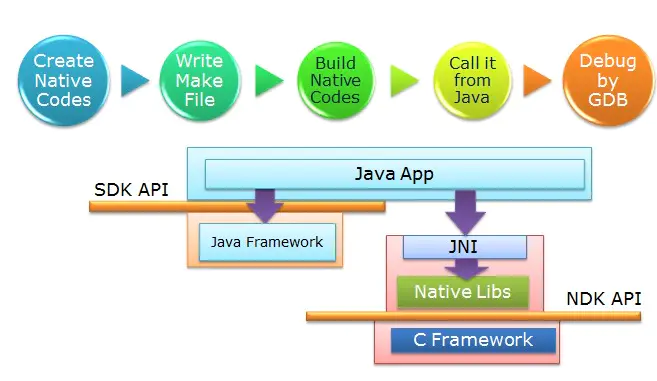 Create
Native
Codes
Write
Make
File
Build
Native
Codes
Call it
from
Java
Debug
by
GDB
Java App
SDK API
Java Framework
JNI
Native Libs
NDK API
C Framework